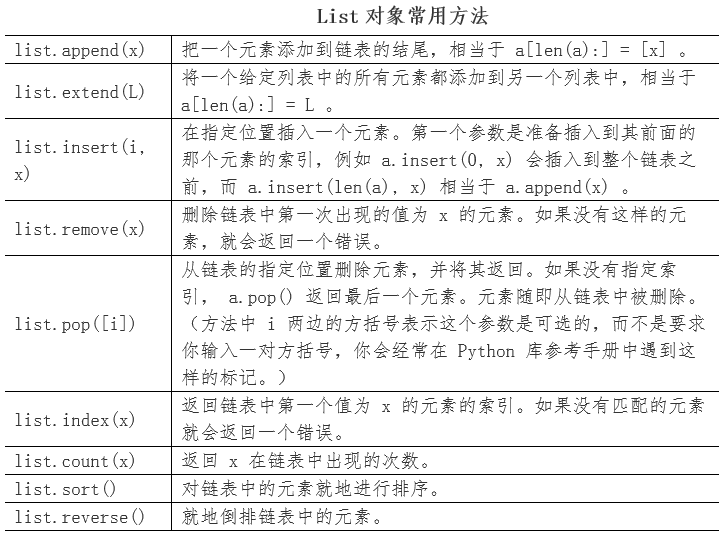 List 对象常用方法
list.append(x) 把一个元素添加到链表的结尾，相当于 a[len(a):] = [x] 。
list.extend(L) 将一个给定列表中的所有元素都添加到另一个列表中，相当于
a[len(a):] = L 。
list.insert(i,
x)
在指定位置插入一个元素。第一个参数是准备插入到其前面的
那个元素的索引，例如 a.insert(0, x) 会插入到整个链表之
前，而 a.insert(len(a), x) 相当于 a.append(x) 。
list.remove(x) 删除链表中第一次出现的值为 x 的元素。如果没有这样的元
素，就会返回一个错误。
list.pop([i])
从链表的指定位置删除元素，并将其返回。如果没有指定索
引， a.pop() 返回最后一个元素。元素随即从链表中被删除。
（方法中 i 两边的方括号表示这个参数是可选的，而不是要求
你输入一对方括号，你会经常在 Python 库参考手册中遇到这
样的标记。）
list.index(x) 返回链表中第一个值为 x 的元素的索引。如果没有匹配的元素
就会返回一个错误。
list.count(x) 返回 x 在链表中出现的次数。
list.sort() 对链表中的元素就地进行排序。
list.reverse() 就地倒排链表中的元素。